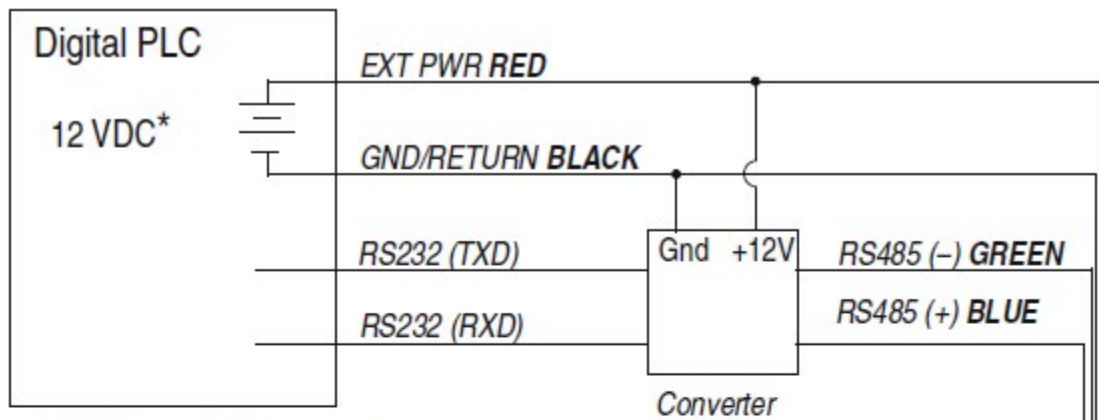 Digital PLC
EXT PWR RED
12 VDC*
GND/RETURN BLACK
RS232 (TXD)
Gnd +12V
RS485 (–) GREEN
RS232 (RXD)
RS485 (+) BLUE
Converter